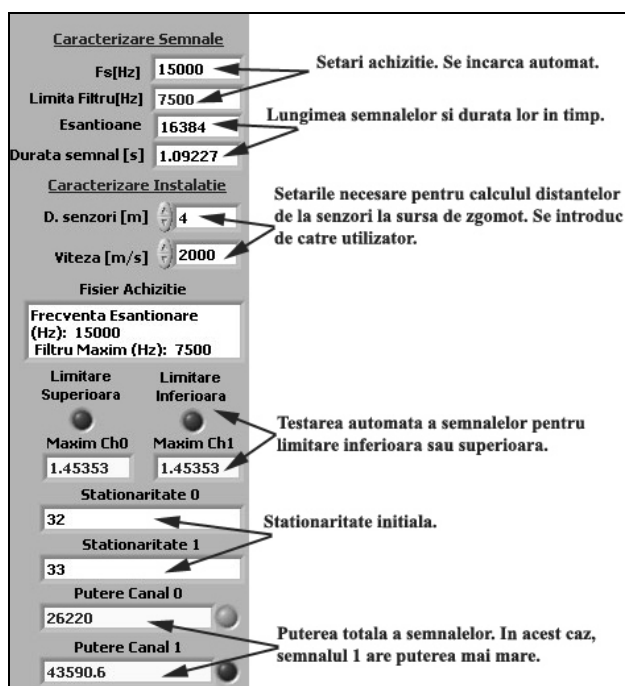 Caracterizare Semnale
Fs[Hz] 15000
Setari achizitie. Se incarca automat.
Limita Filtru[Hz] 7500
Esantioane 16384
Lungimea semnalelor si durata lor in timp.
Durata semnal [s] 1.09227
Caracterizare Instalatie
D. senzori [m] 4
Viteza [m/s] 2000
Setarile necesare pentru calculul distantelor
de la senzori la sursa de zgomot. Se introduc
de catre utilizator.
Fisier Achizitie
Frecventa Esantionare
(Hz): 15000
Filtru Maxim (Hz): 7500
Limitare Superioara
Limitare Inferioara
Maxim Ch0
1.45353
Maxim Ch1
1.45353
Testarea automata a semnalelor pentru
limitare inferioara sau superioara.
Stationaritate 0
32
Stationaritate 1
33
Stationaritate initiala.
Putere Canal 0
26220
Putere Canal 1
43590.6
Puterea totala a semnalelor. In acest caz,
semnalul 1 are puterea mai mare.